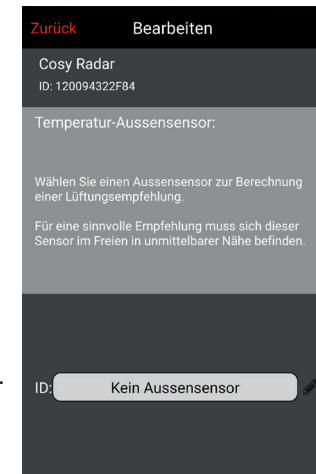 Zurück Bearbeiten
Cosy Radar
ID: 120094322F84
Temperatur-Aussensensor:
Wählen Sie einen Aussensensor zur Berechnung
einer Lüftungsempfehlung.
Für eine sinnvolle Empfehlung muss sich dieser
Sensor im Freien in unmittelbarer Nähe befinden.
ID: Kein Aussensensor